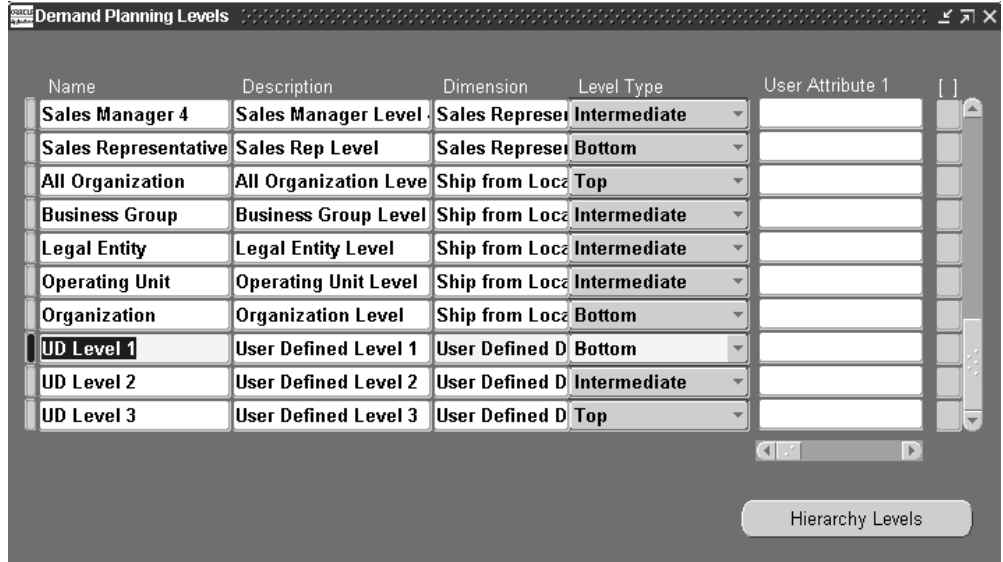 ORACLE Applications Demand Planning Levels
Name Description Dimension Level Type User Attribute 1 [ ]
Sales Manager 4 Sales Manager Level Sales Represe Intermediate
Sales Representative Sales Rep Level Sales Represe Bottom
All Organization All Organization Leve Ship from Loca Top
Business Group Business Group Level Ship from Loca Intermediate
Legal Entity Legal Entity Level Ship from Loca Intermediate
Operating Unit Operating Unit Level Ship from Loca Intermediate
Organization Organization Level Ship from Loca Bottom
UD Level 1 User Defined Level 1 User Defined D Bottom
UD Level 2 User Defined Level 2 User Defined D Intermediate
UD Level 3 User Defined Level 3 User Defined D Top
Hierarchy Levels